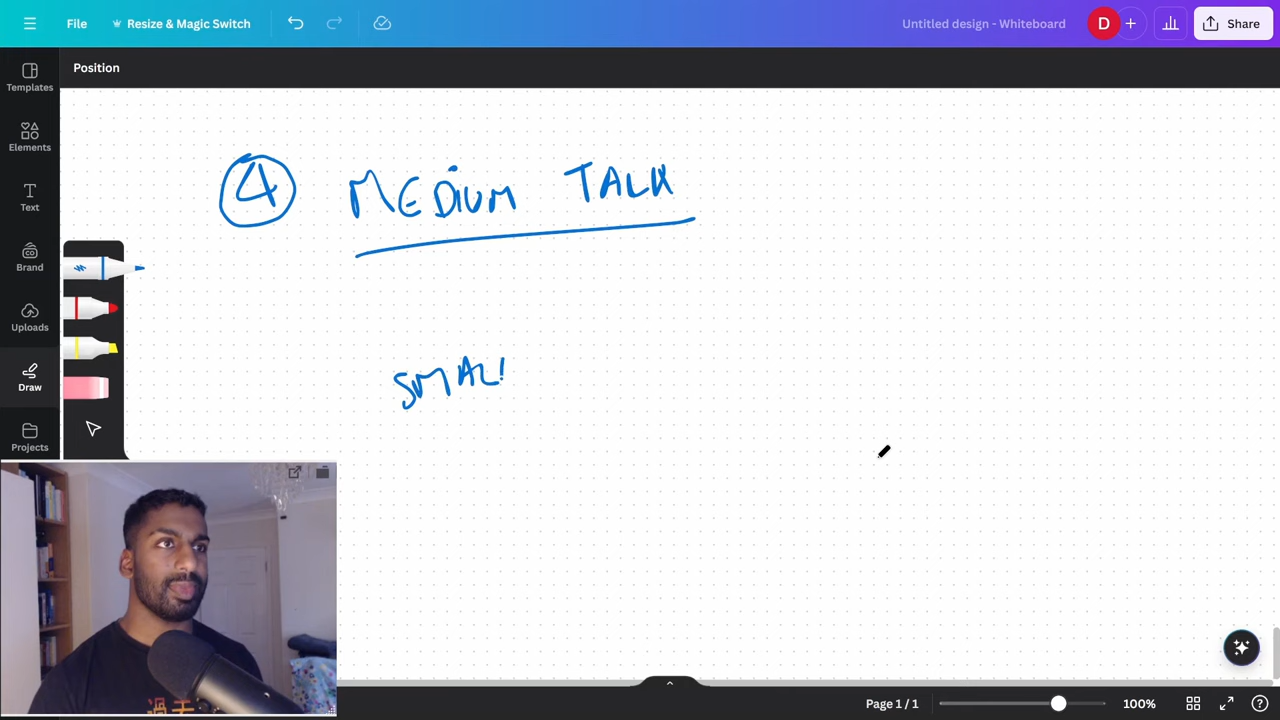 File
Resize & Magic Switch
Untitled design - Whiteboard
D
Share
Templates
Position
Elements
Text
Brand
Uploads
Draw
Projects
4 MEDIUM TALK
SMAL
過
Page 1 / 1
100%